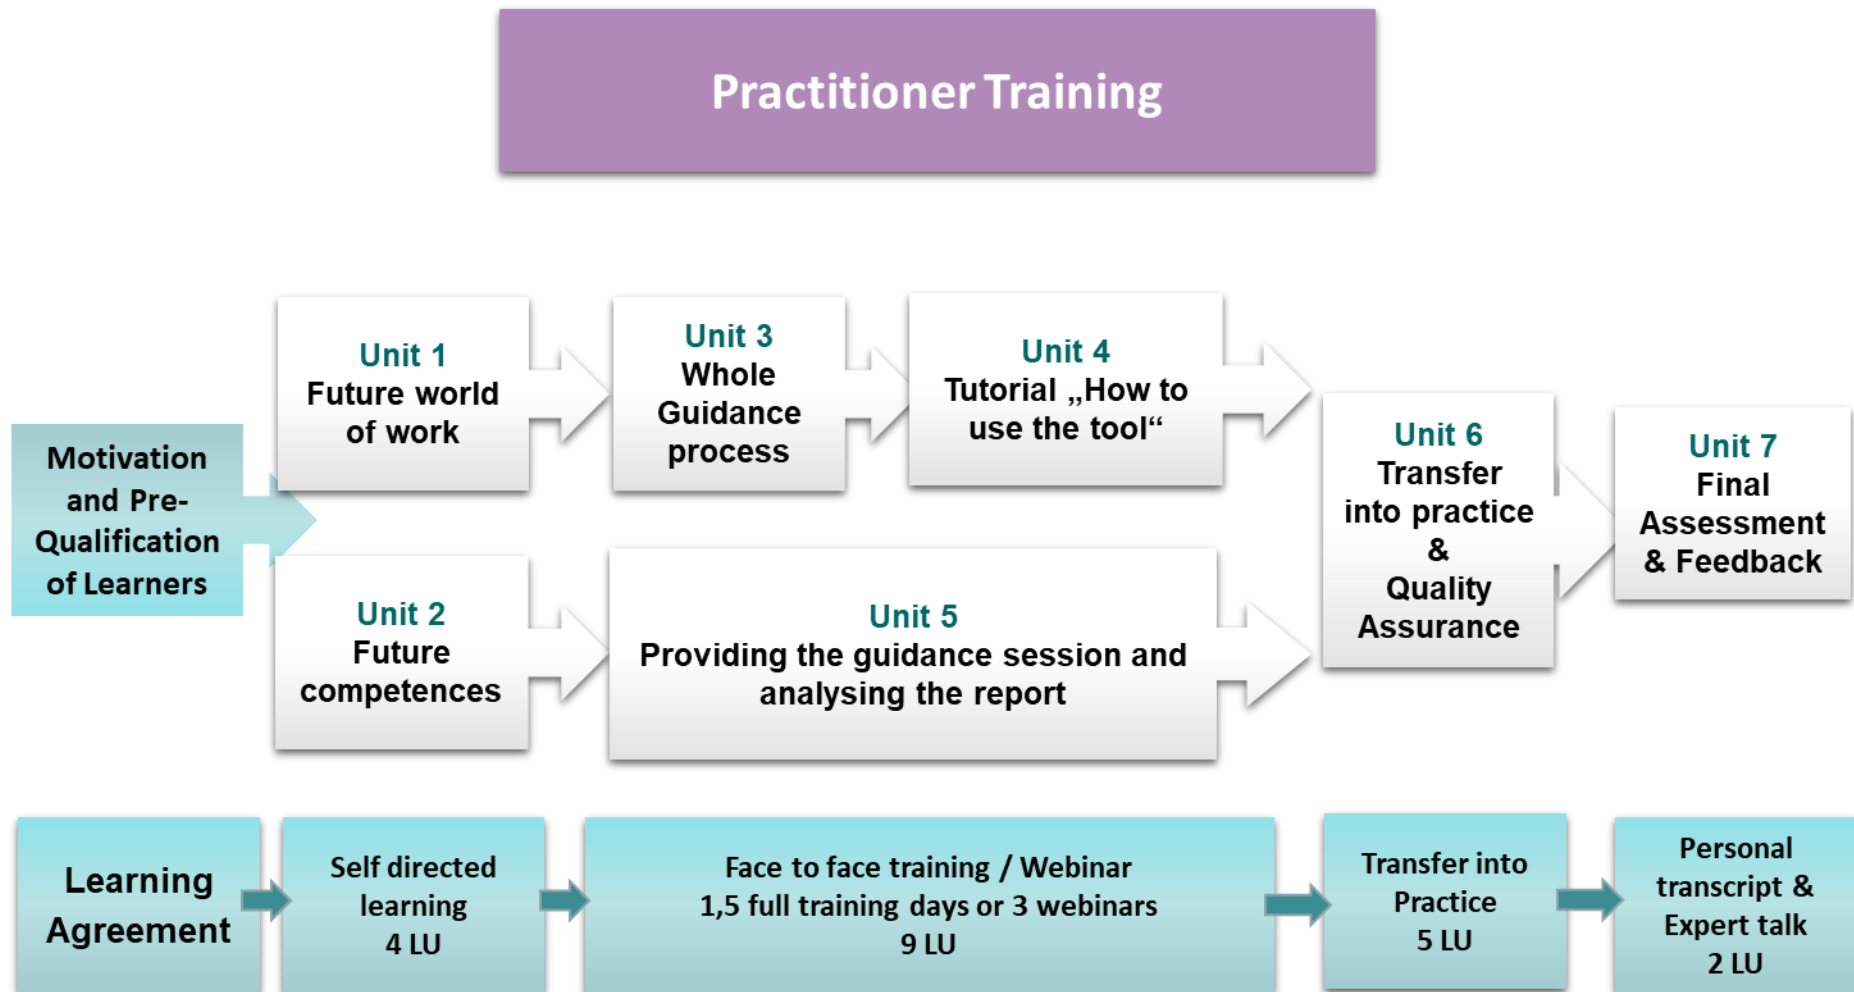 Practitioner Training
Motivation
and Pre-
Qualification
of Learners
Unit 1
Future world
of work
Unit 3
Whole
Guidance
process
Unit 4
Tutorial „How to
use the tool“
Unit 2
Future
competences
Unit 5
Providing the guidance session and
analysing the report
Unit 6
Transfer
into practice
&
Quality
Assurance
Unit 7
Final
Assessment
& Feedback
Learning
Agreement
Self directed
learning
4 LU
Face to face training / Webinar
1,5 full training days or 3 webinars
9 LU
Transfer into
Practice
5 LU
Personal
transcript &
Expert talk
2 LU